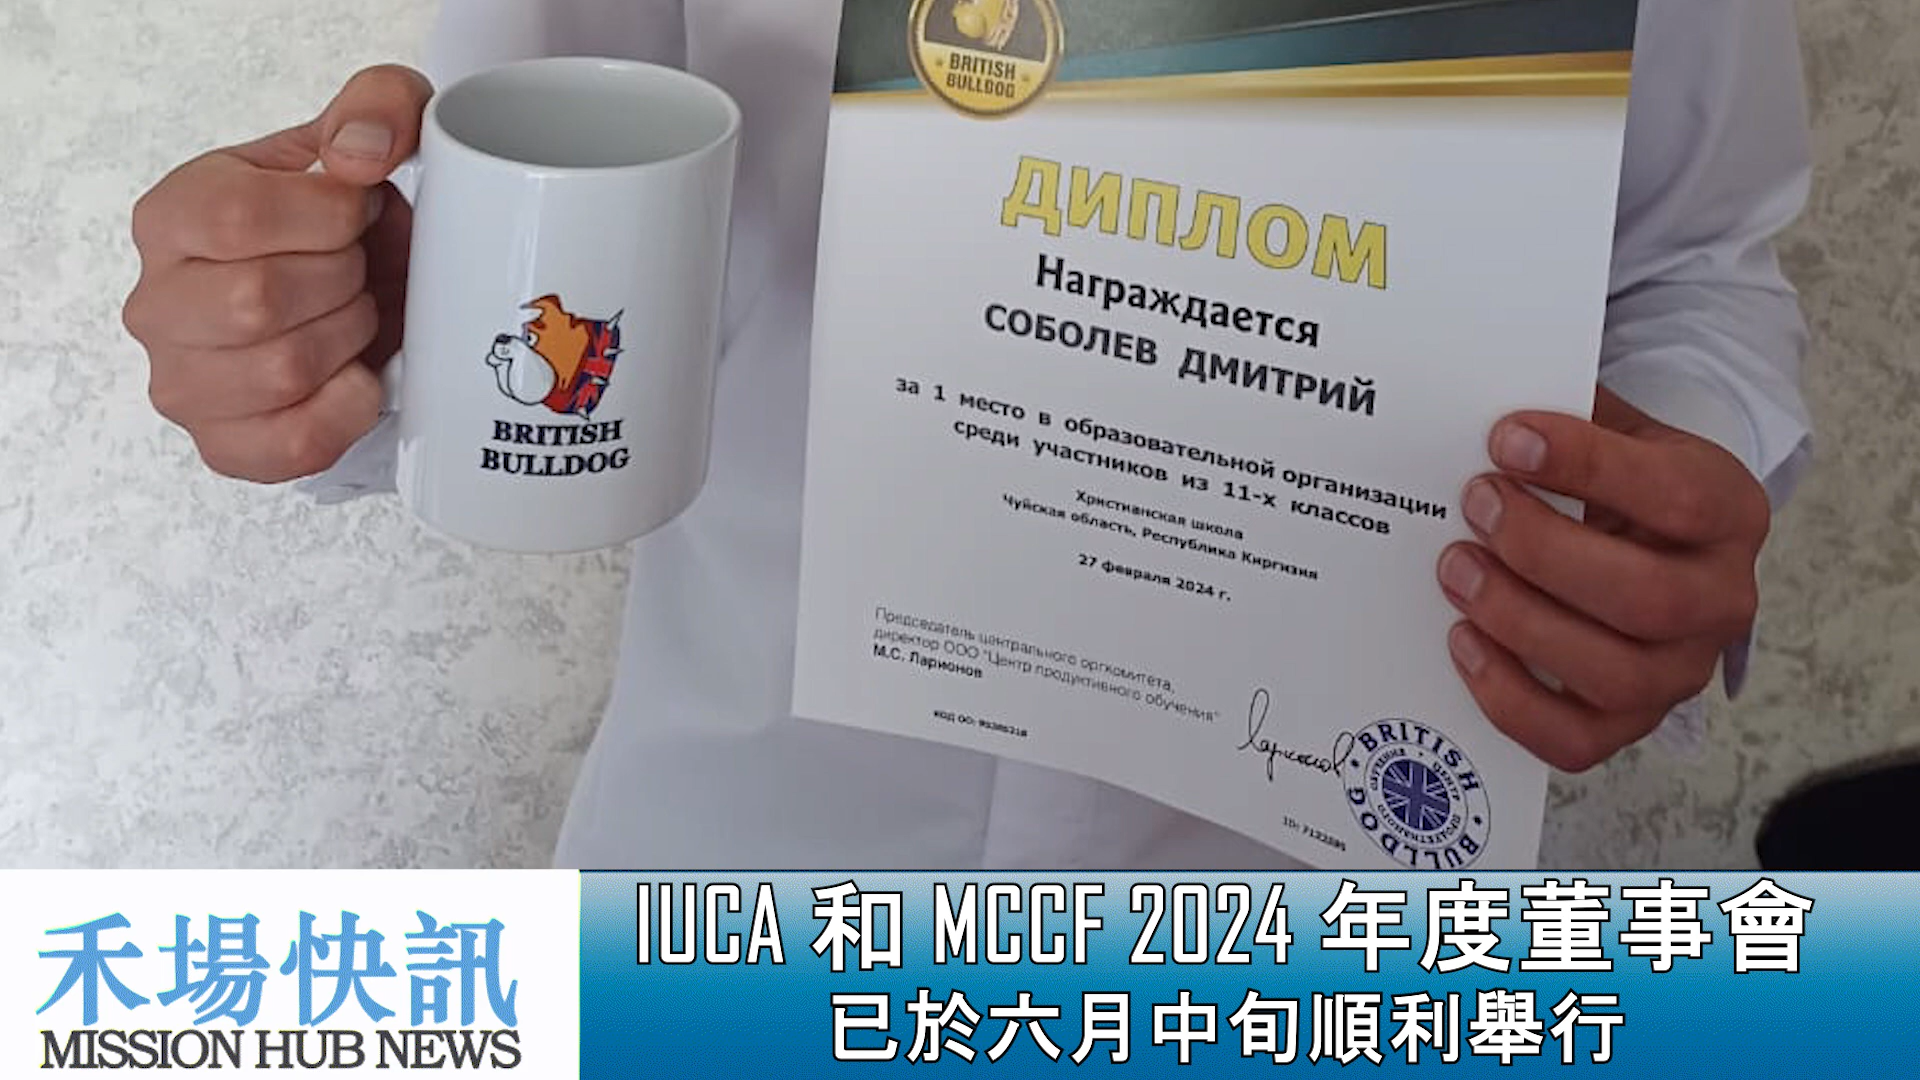 BRITISH
BULLDOG
ДИПЛОМ
Награждается
СОБОЛЕВ ДМИТРИЙ
за 1 место в образовательной организации
среди участников из 11-х классов
Христианская школа
Чуйская область, Республика Киргизия
27 февраля 2024 г.
Председатель центрального оргкомитета,
директор ООО "Центр продуктивного обучения"
М.С. Ларионов
КОД ОО:
ID:
BRITISH
BULLDOG
BRITISH
BULLDOG
禾場快訊
MISSION HUB NEWS
IUCA 和 MCCF 2024 年度董事會
已於六月中旬順利舉行